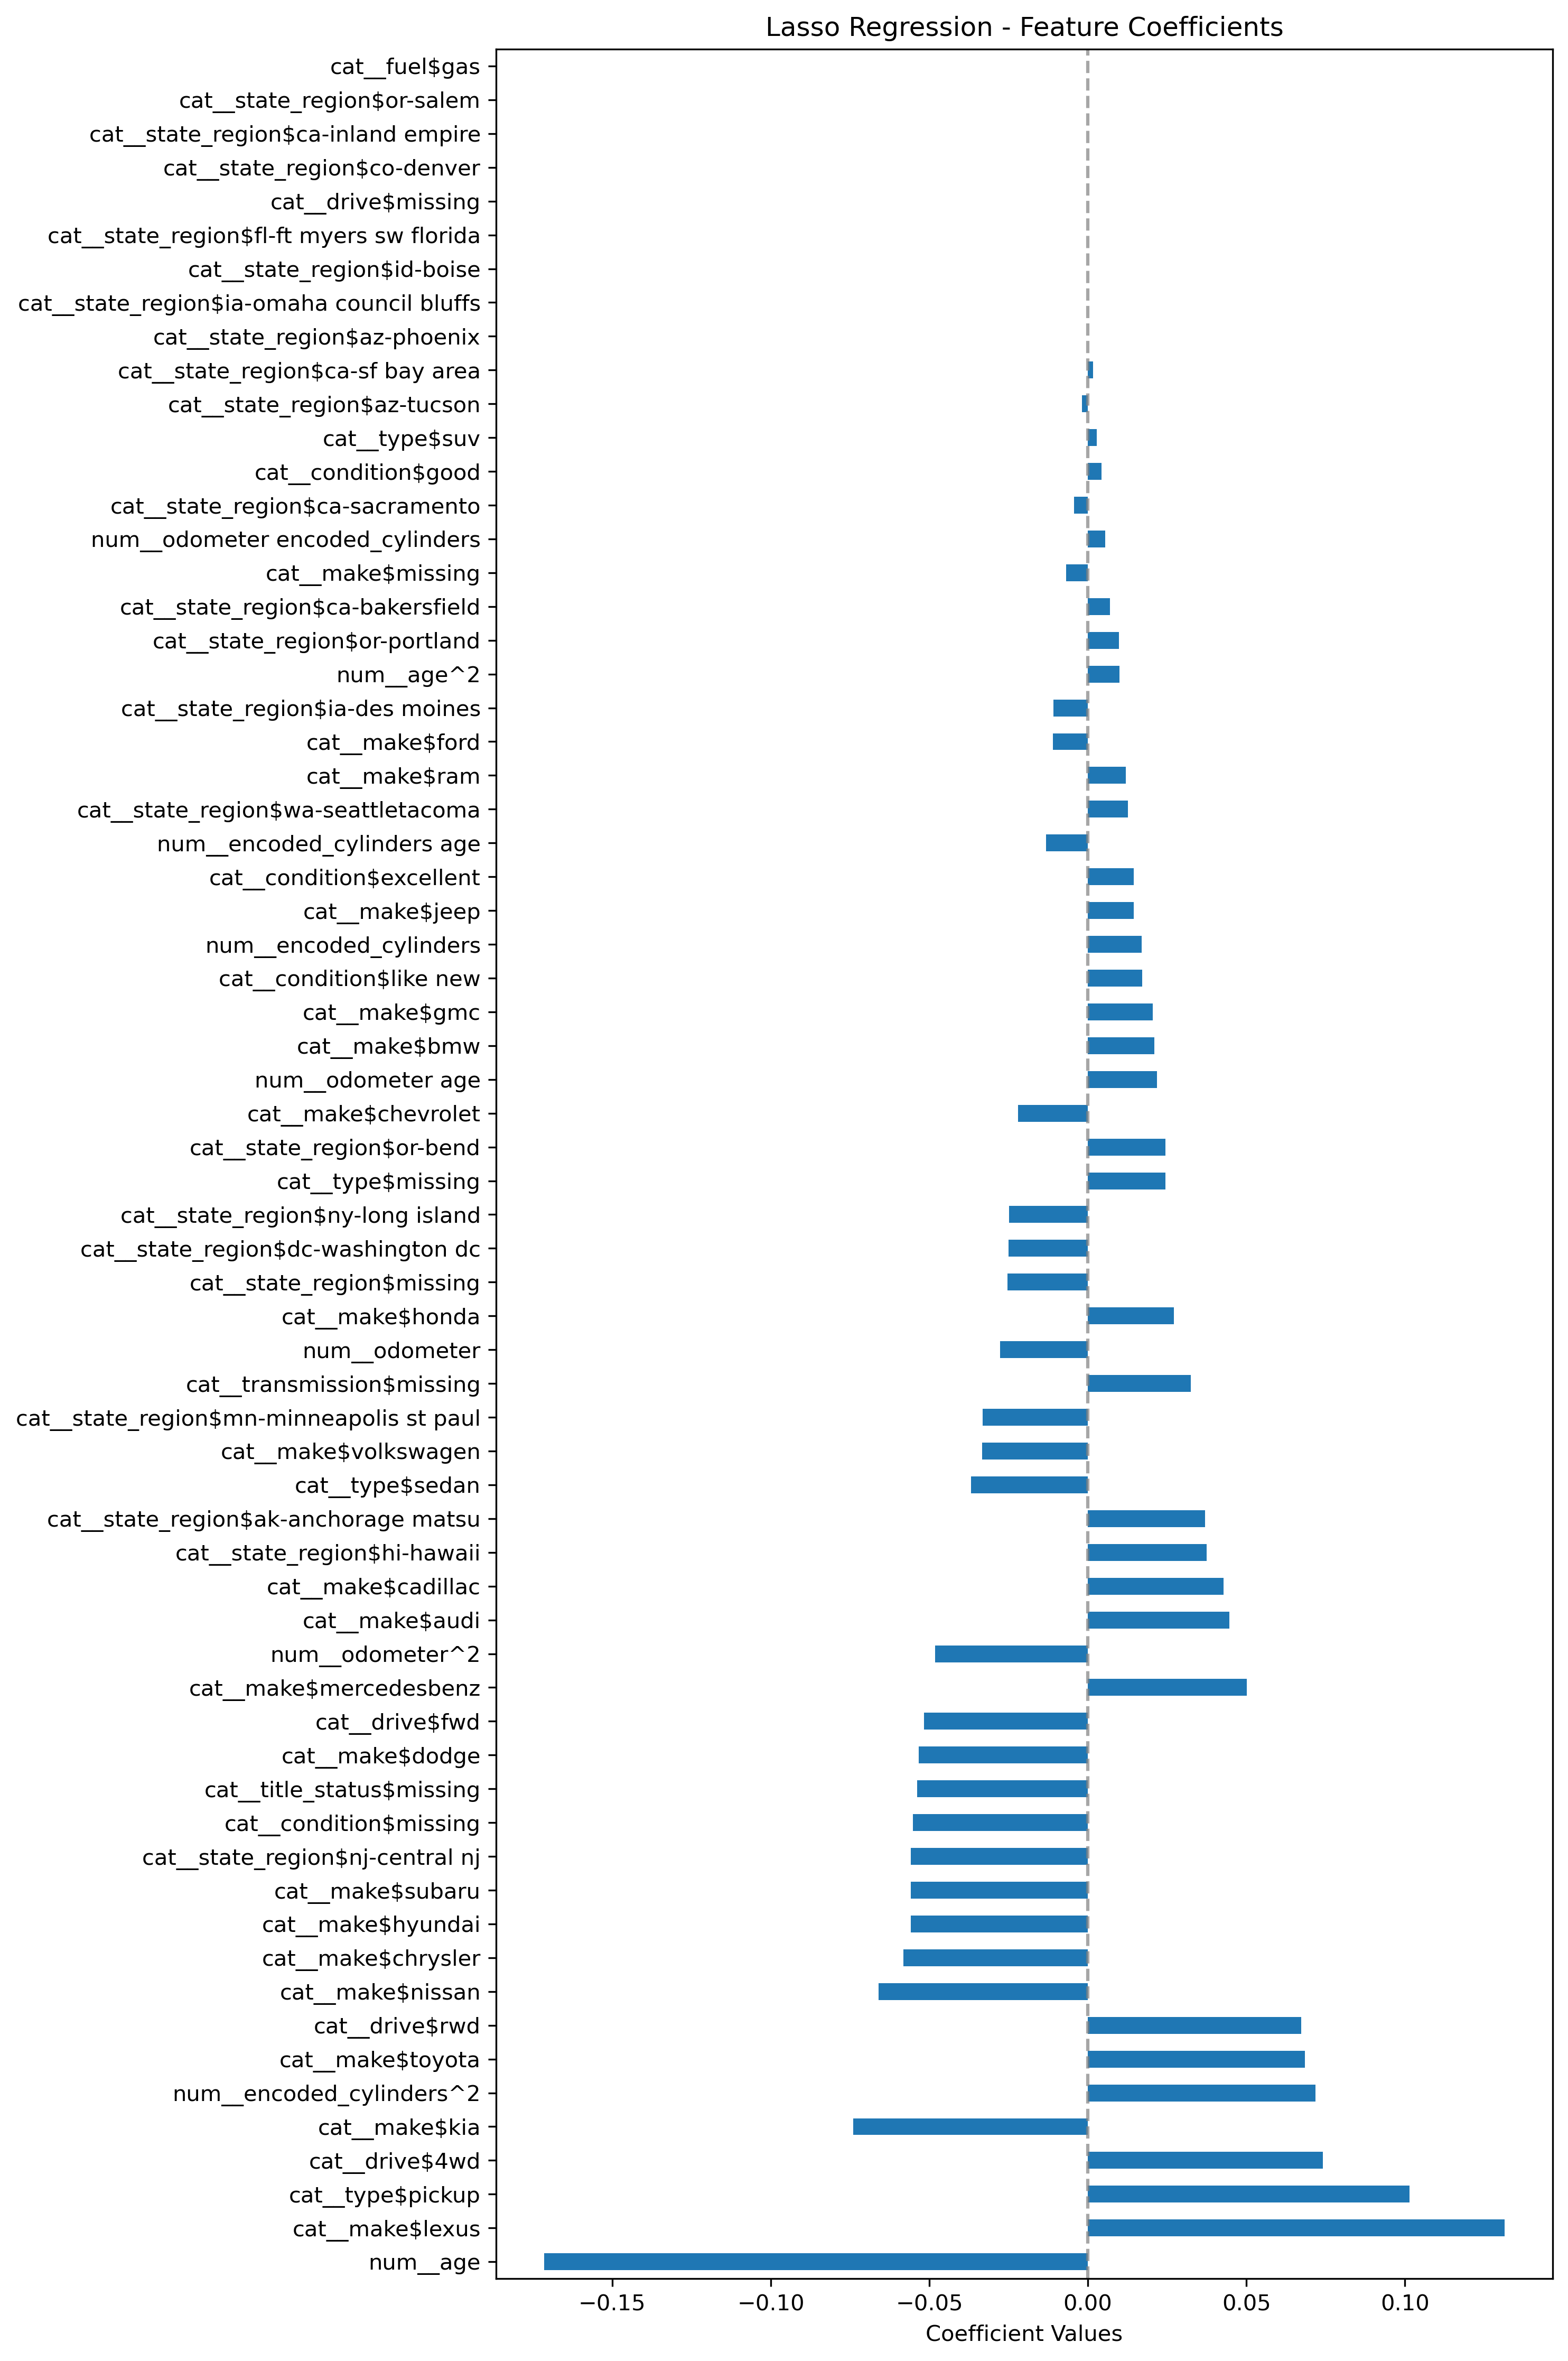 Lasso Regression - Feature Coefficients
cat__fuel$gas
cat__state_region$or-salem
cat__state_region$ca-inland empire
cat__state_region$co-denver
cat__drive$missing
cat__state_region$fl-ft myers sw florida
cat__state_region$id-boise
cat__state_region$ia-omaha council bluffs
cat__state_region$az-phoenix
cat__state_region$ca-sf bay area
cat__state_region$az-tucson
cat__type$suv
cat__condition$good
cat__state_region$ca-sacramento
num__odometer encoded_cylinders
cat__make$missing
cat__state_region$ca-bakersfield
cat__state_region$or-portland
num__age^2
cat__state_region$ia-des moines
cat__make$ford
cat__make$ram
cat__state_region$wa-seattletacoma
num__encoded_cylinders age
cat__condition$excellent
cat__make$jeep
num__encoded_cylinders
cat__condition$like new
cat__make$gmc
cat__make$bmw
num__odometer age
cat__make$chevrolet
cat__state_region$or-bend
cat__type$missing
cat__state_region$ny-long island
cat__state_region$dc-washington dc
cat__state_region$missing
cat__make$honda
num__odometer
cat__transmission$missing
cat__state_region$mn-minneapolis st paul
cat__make$volkswagen
cat__type$sedan
cat__state_region$ak-anchorage matsu
cat__state_region$hi-hawaii
cat__make$cadillac
cat__make$audi
num__odometer^2
cat__make$mercedesbenz
cat__drive$fwd
cat__make$dodge
cat__title_status$missing
cat__condition$missing
cat__state_region$nj-central nj
cat__make$subaru
cat__make$hyundai
cat__make$chrysler
cat__make$nissan
cat__drive$rwd
cat__make$toyota
num__encoded_cylinders^2
cat__make$kia
cat__drive$4wd
cat__type$pickup
cat__make$lexus
num__age
−0.15 −0.10 −0.05 0.00 0.05 0.10
Coefficient Values